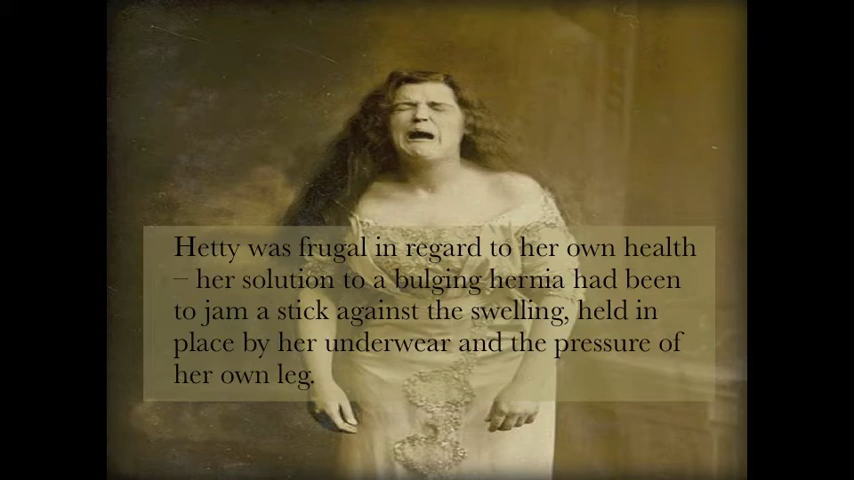 Hetty was frugal in regard to her own health
– her solution to a bulging hernia had been
to jam a stick against the swelling, held in
place by her underwear and the pressure of
her own leg.